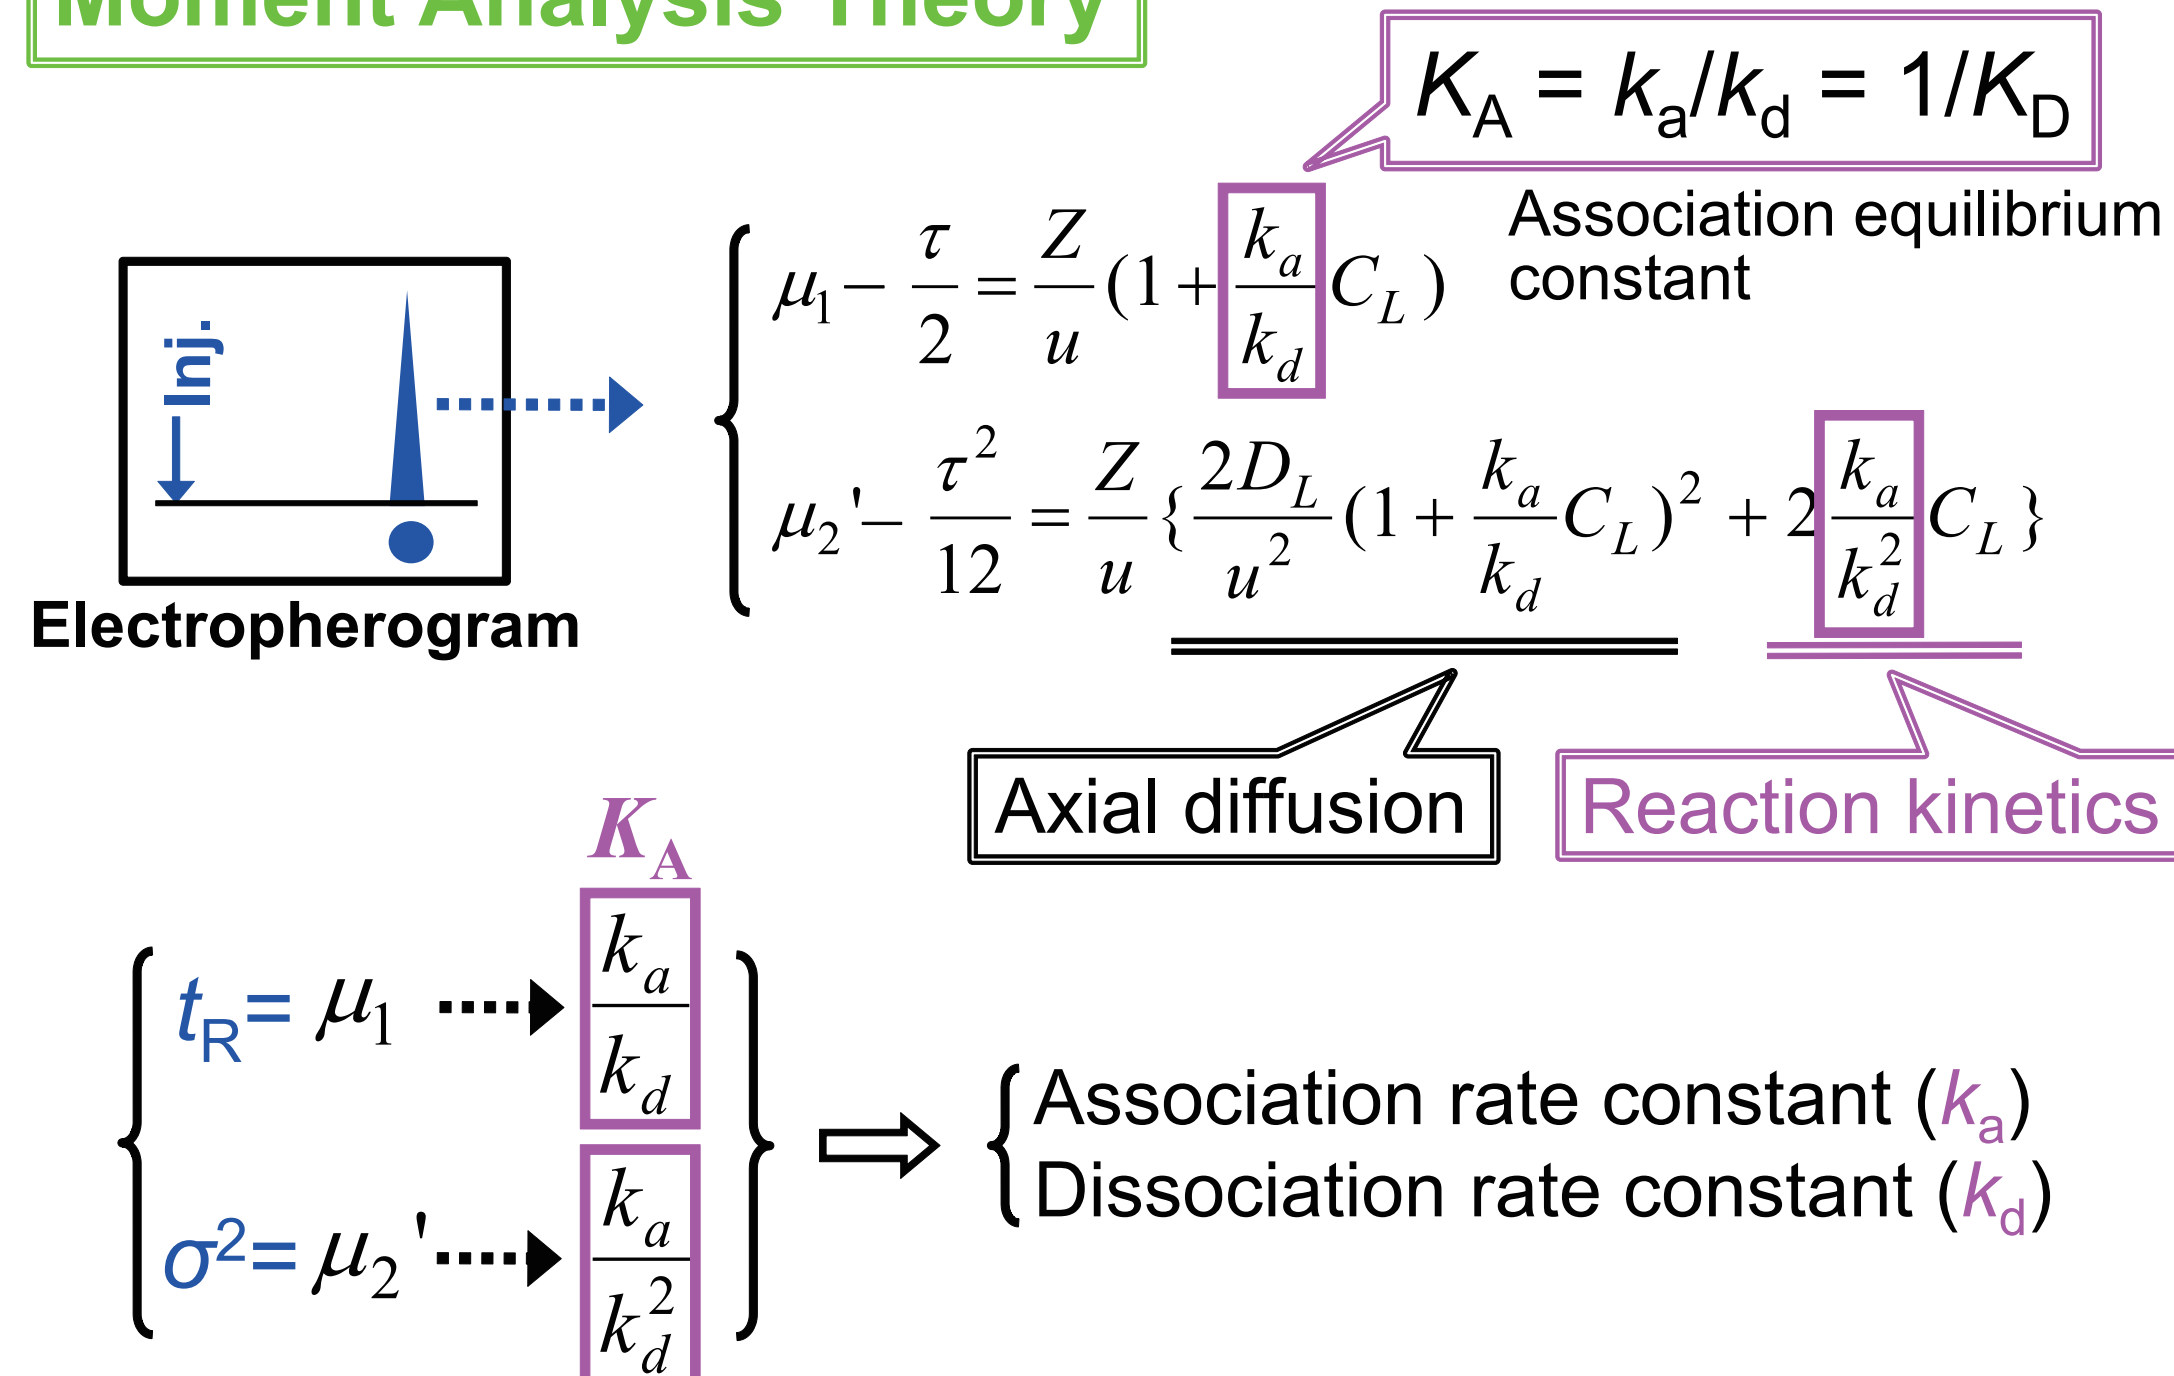 Moment Analysis Theory
K_A = k_a/k_d = 1/K_D
Association equilibrium
constant
Inj.
Electropherogram
μ_1 − τ/2 = Z/u (1 + k_a/k_d C_L)
μ_2' − τ^2/12 = Z/u {2D_L/u^2 (1 + k_a/k_d C_L)^2 + 2 k_a/k_d^2 C_L}
Axial diffusion
Reaction kinetics
K_A
t_R = μ_1
k_a/k_d
σ^2 = μ_2'
k_a/k_d^2
Association rate constant (k_a)
Dissociation rate constant (k_d)